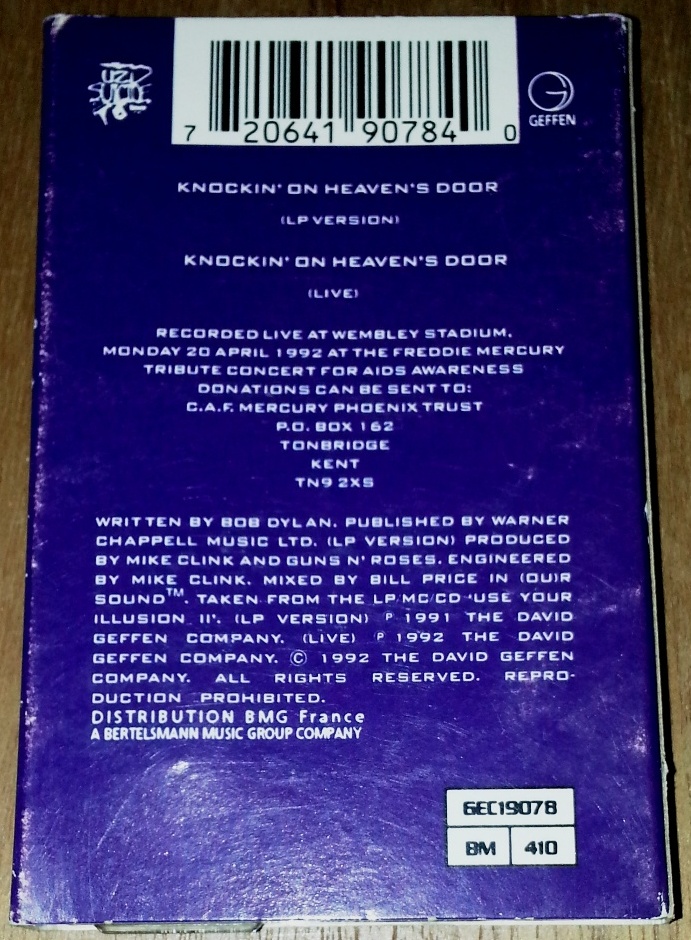 UZI
SUICIDE
7 20641 90784 0
GEFFEN
KNOCKIN' ON HEAVEN'S DOOR
(LP VERSION)
KNOCKIN' ON HEAVEN'S DOOR
(LIVE)
RECORDED LIVE AT WEMBLEY STADIUM.
MONDAY 20 APRIL 1992 AT THE FREDDIE MERCURY
TRIBUTE CONCERT FOR AIDS AWARENESS
DONATIONS CAN BE SENT TO:
C.A.F. MERCURY PHOENIX TRUST
P.O. BOX 162
TONBRIDGE
KENT
TN9 2XS
WRITTEN BY BOB DYLAN. PUBLISHED BY WARNER
CHAPPELL MUSIC LTD. (LP VERSION) PRODUCED
BY MIKE CLINK AND GUNS N' ROSES. ENGINEERED
BY MIKE CLINK. MIXED BY BILL PRICE IN (OU)R
SOUND™. TAKEN FROM THE LP/MC/CD 'USE YOUR
ILLUSION II'. (LP VERSION) ℗ 1991 THE DAVID
GEFFEN COMPANY. (LIVE) ℗ 1992 THE DAVID
GEFFEN COMPANY. © 1992 THE DAVID GEFFEN
COMPANY. ALL RIGHTS RESERVED. REPRO-
DUCTION PROHIBITED.
DISTRIBUTION BMG France
A BERTELSMANN MUSIC GROUP COMPANY
GEC19078
BM 410